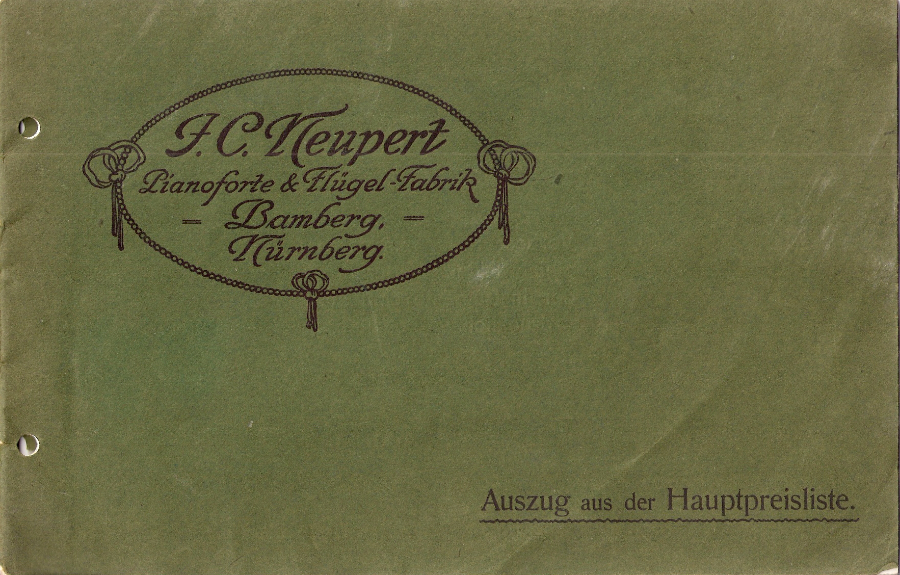 J. C. Neupert
Pianoforte & Flügel-Fabrik
Bamberg,
Nürnberg.
Auszug aus der Hauptpreisliste.